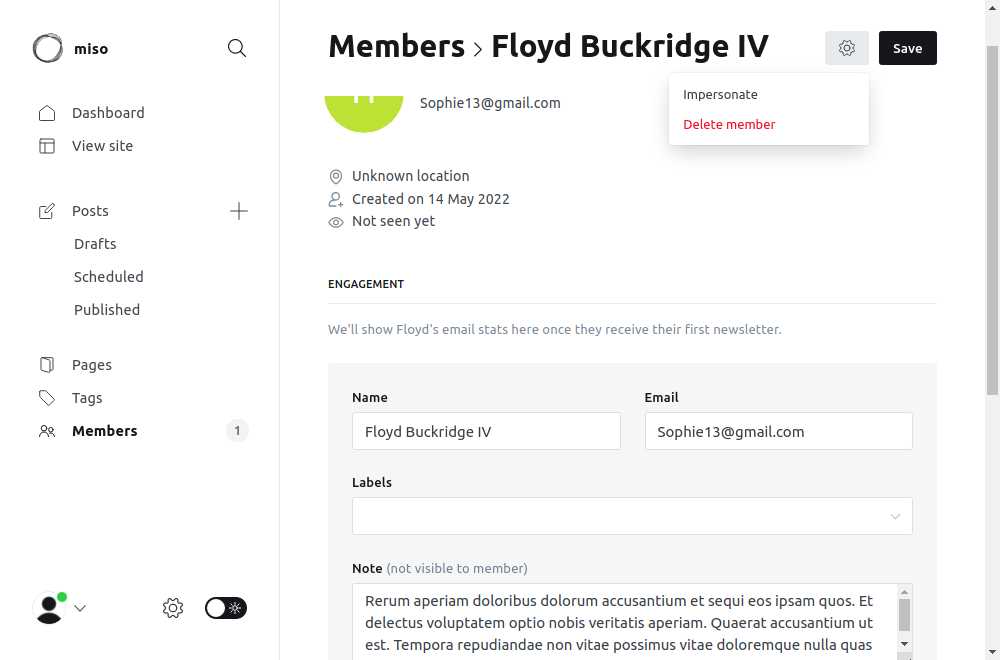 miso
Dashboard
View site
Posts
Drafts
Scheduled
Published
Pages
Tags
Members 1
Members > Floyd Buckridge IV
Save
Impersonate
Delete member
Sophie13@gmail.com
Unknown location
Created on 14 May 2022
Not seen yet
ENGAGEMENT
We'll show Floyd's email stats here once they receive their first newsletter.
Name
Floyd Buckridge IV
Email
Sophie13@gmail.com
Labels
Note (not visible to member)
Rerum aperiam doloribus dolorum accusantium et sequi eos ipsam quos. Et
delectus voluptatem optio nobis veritatis aperiam. Quaerat accusantium ut
est. Tempora repudiandae non vitae possimus vitae doloremque nulla quas